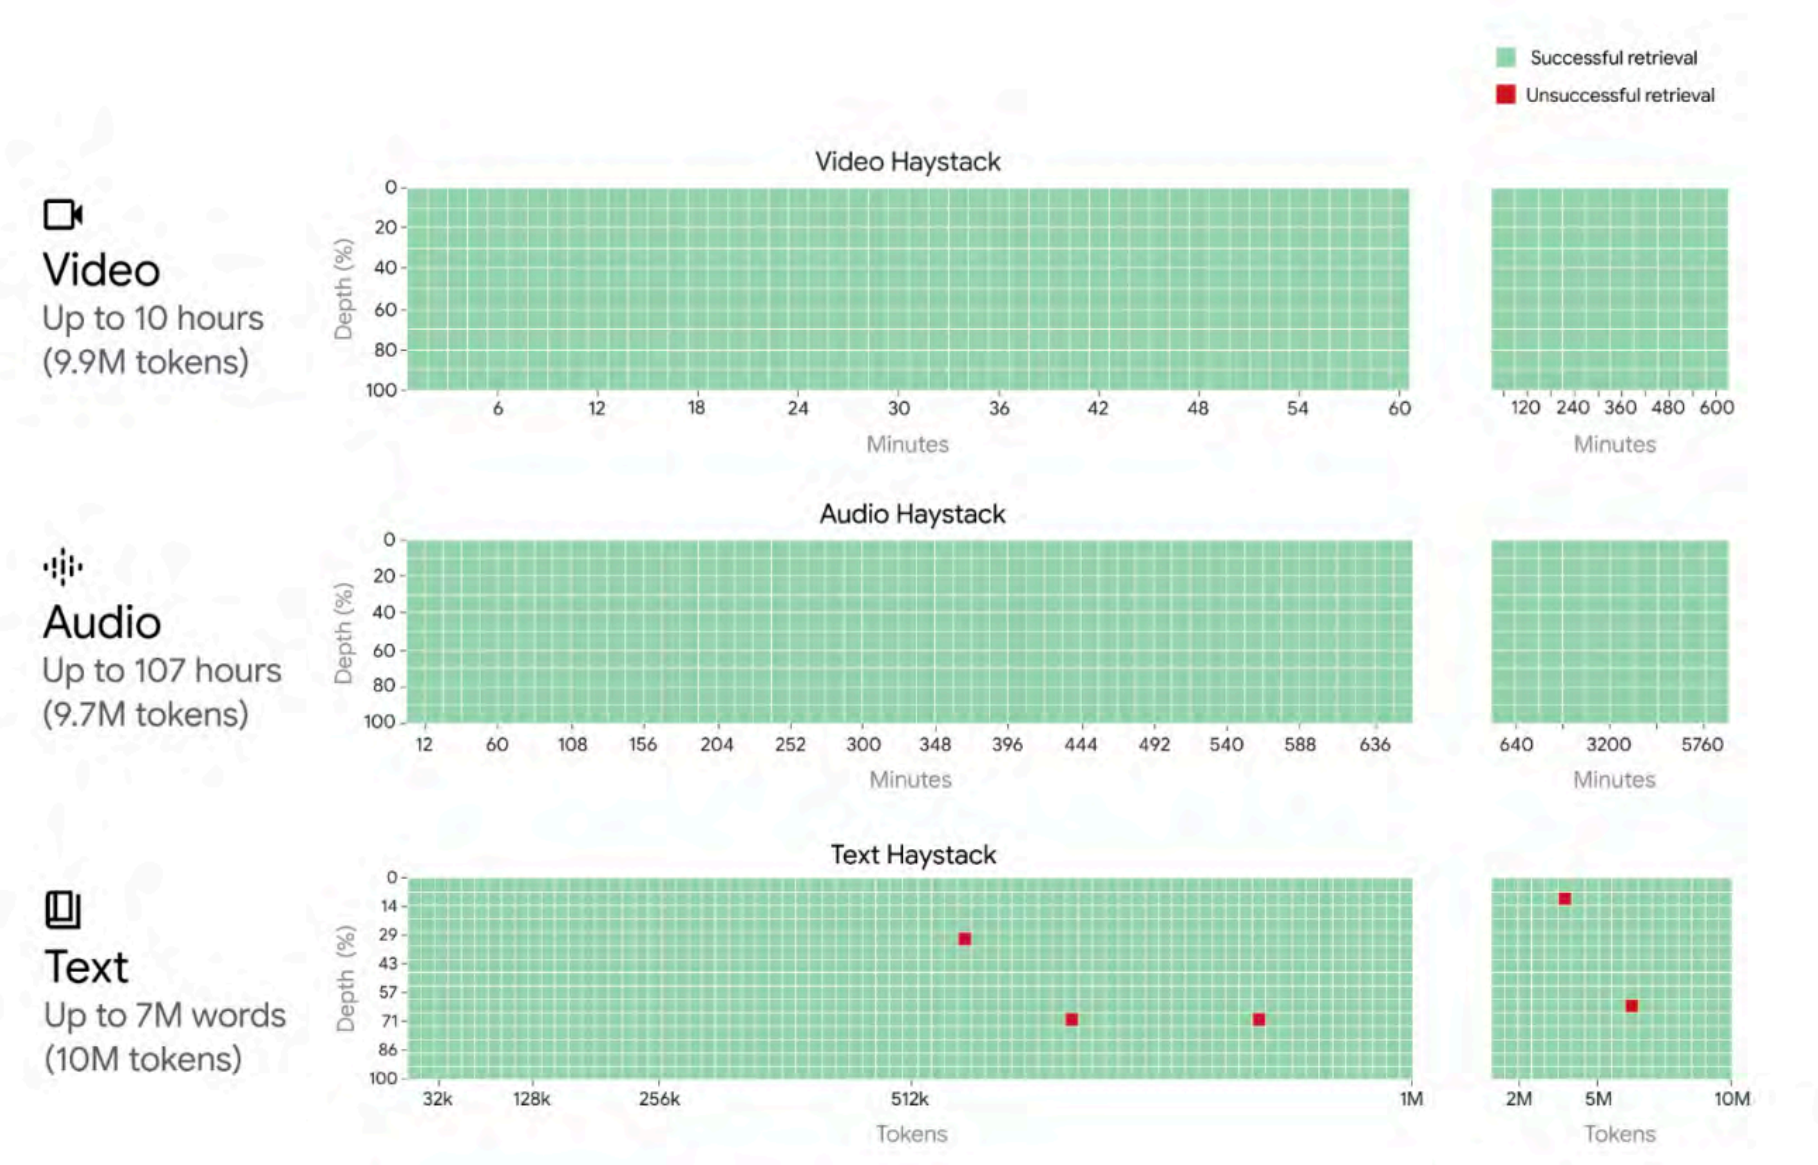 Successful retrieval
Unsuccessful retrieval
Video Haystack
Video
Up to 10 hours
(9.9M tokens)
Depth (%)
0
20
40
60
80
100
6 12 18 24 30 36 42 48 54 60
Minutes
120 240 360 480 600
Minutes
Audio Haystack
Audio
Up to 107 hours
(9.7M tokens)
Depth (%)
0
20
40
60
80
100
12 60 108 156 204 252 300 348 396 444 492 540 588 636
Minutes
640 3200 5760
Minutes
Text Haystack
Text
Up to 7M words
(10M tokens)
Depth (%)
0
14
29
43
57
71
86
100
32k 128k 256k 512k 1M
Tokens
2M 5M 10M
Tokens